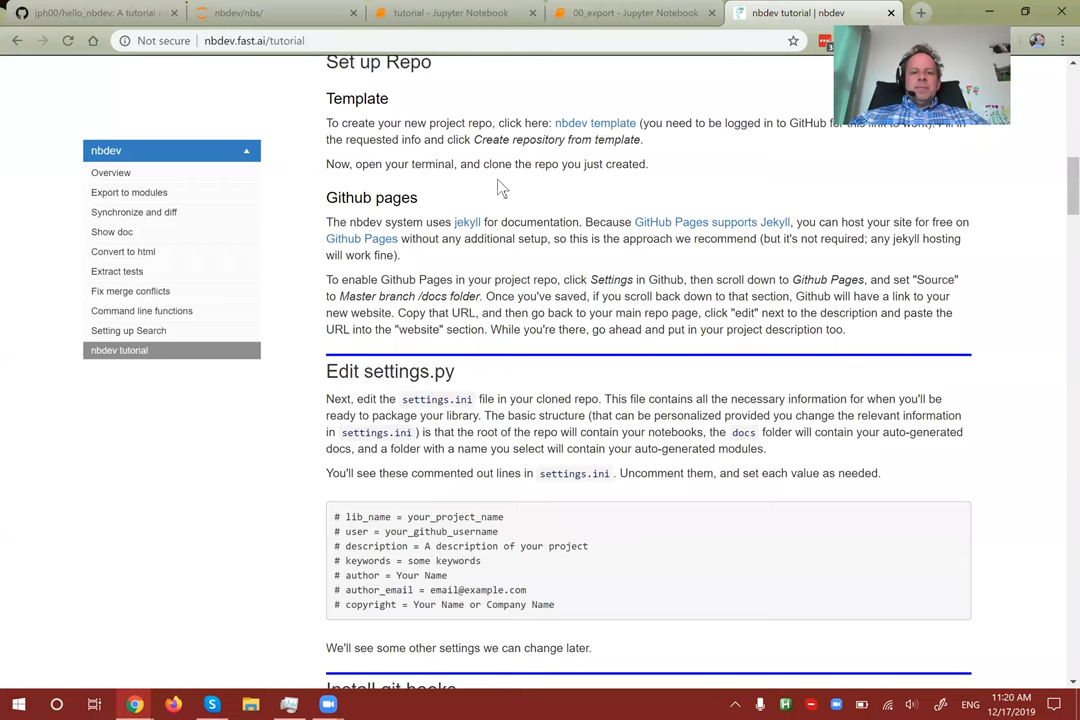 jph00/hello_nbdev: A tutorial
nbdev/nbs/
tutorial - Jupyter Notebook
00_export - Jupyter Notebook
nbdev tutorial | nbdev
Not secure
nbdev.fast.ai/tutorial
3
nbdev
Overview
Export to modules
Synchronize and diff
Show doc
Convert to html
Extract tests
Fix merge conflicts
Command line functions
Setting up Search
nbdev tutorial
Set up Repo
Template
To create your new project repo, click here: nbdev template (you need to be logged in to GitHub for this link to work). Fill in
the requested info and click Create repository from template.
Now, open your terminal, and clone the repo you just created.
Github pages
The nbdev system uses jekyll for documentation. Because GitHub Pages supports Jekyll, you can host your site for free on
Github Pages without any additional setup, so this is the approach we recommend (but it's not required; any jekyll hosting
will work fine).
To enable Github Pages in your project repo, click Settings in Github, then scroll down to Github Pages, and set "Source"
to Master branch /docs folder. Once you've saved, if you scroll back down to that section, Github will have a link to your
new website. Copy that URL, and then go back to your main repo page, click "edit" next to the description and paste the
URL into the "website" section. While you're there, go ahead and put in your project description too.
Edit settings.py
Next, edit the settings.ini file in your cloned repo. This file contains all the necessary information for when you'll be
ready to package your library. The basic structure (that can be personalized provided you change the relevant information
in settings.ini) is that the root of the repo will contain your notebooks, the docs folder will contain your auto-generated
docs, and a folder with a name you select will contain your auto-generated modules.
You'll see these commented out lines in settings.ini. Uncomment them, and set each value as needed.
# lib_name = your_project_name
# user = your_github_username
# description = A description of your project
# keywords = some keywords
# author = Your Name
# author_email = email@example.com
# copyright = Your Name or Company Name
We'll see some other settings we can change later.
Install git hooks
ENG
11:20 AM
12/17/2019